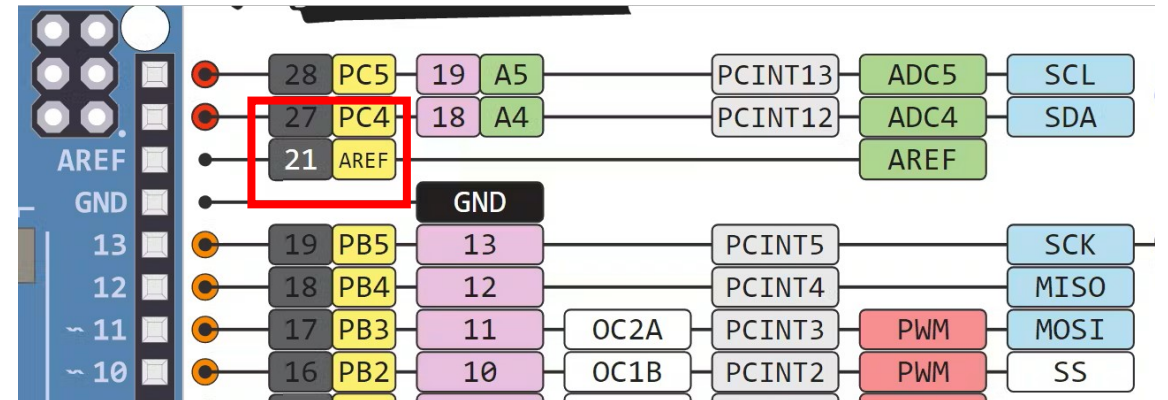 28 PC5 19 A5 PCINT13 ADC5 SCL
27 PC4 18 A4 PCINT12 ADC4 SDA
AREF 21 AREF AREF
GND GND
13 19 PB5 13 PCINT5 SCK
12 18 PB4 12 PCINT4 MISO
~ 11 17 PB3 11 OC2A PCINT3 PWM MOSI
~ 10 16 PB2 10 OC1B PCINT2 PWM SS